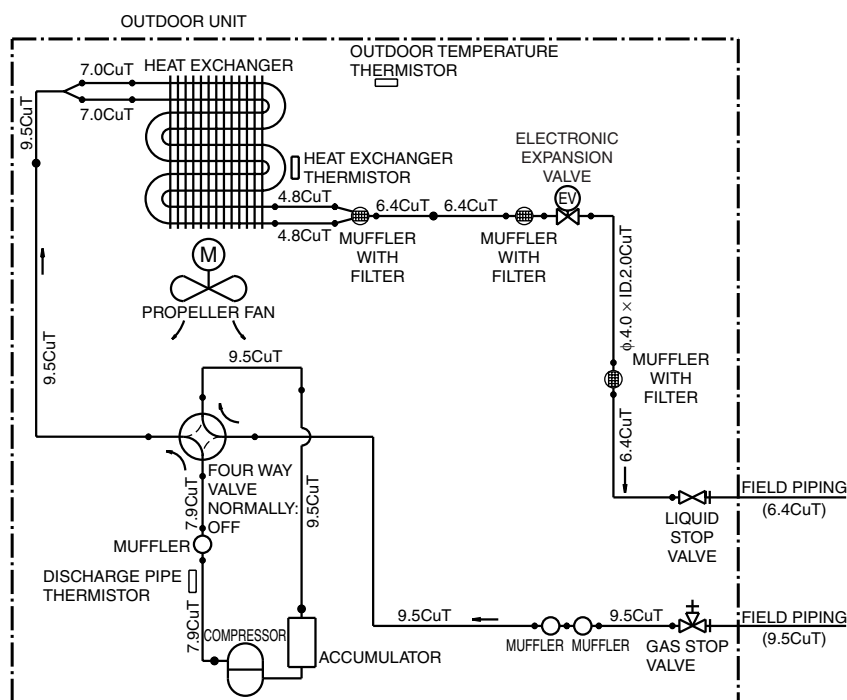 OUTDOOR UNIT
OUTDOOR TEMPERATURE
THERMISTOR
7.0CuT
HEAT EXCHANGER
7.0CuT
9.5CuT
HEAT EXCHANGER
THERMISTOR
ELECTRONIC
EXPANSION
VALVE
EV
4.8CuT
6.4CuT
6.4CuT
4.8CuT
MUFFLER
WITH
FILTER
MUFFLER
WITH
FILTER
M
PROPELLER FAN
φ.4.0 × ID.2.0CuT
9.5CuT
9.5CuT
MUFFLER
WITH
FILTER
6.4CuT
FOUR WAY
VALVE
NORMALLY:
OFF
7.9CuT
9.5CuT
FIELD PIPING
(6.4CuT)
LIQUID
STOP
VALVE
MUFFLER
DISCHARGE PIPE
THERMISTOR
7.9CuT
COMPRESSOR
ACCUMULATOR
9.5CuT
9.5CuT
MUFFLER
MUFFLER
GAS STOP
VALVE
FIELD PIPING
(9.5CuT)